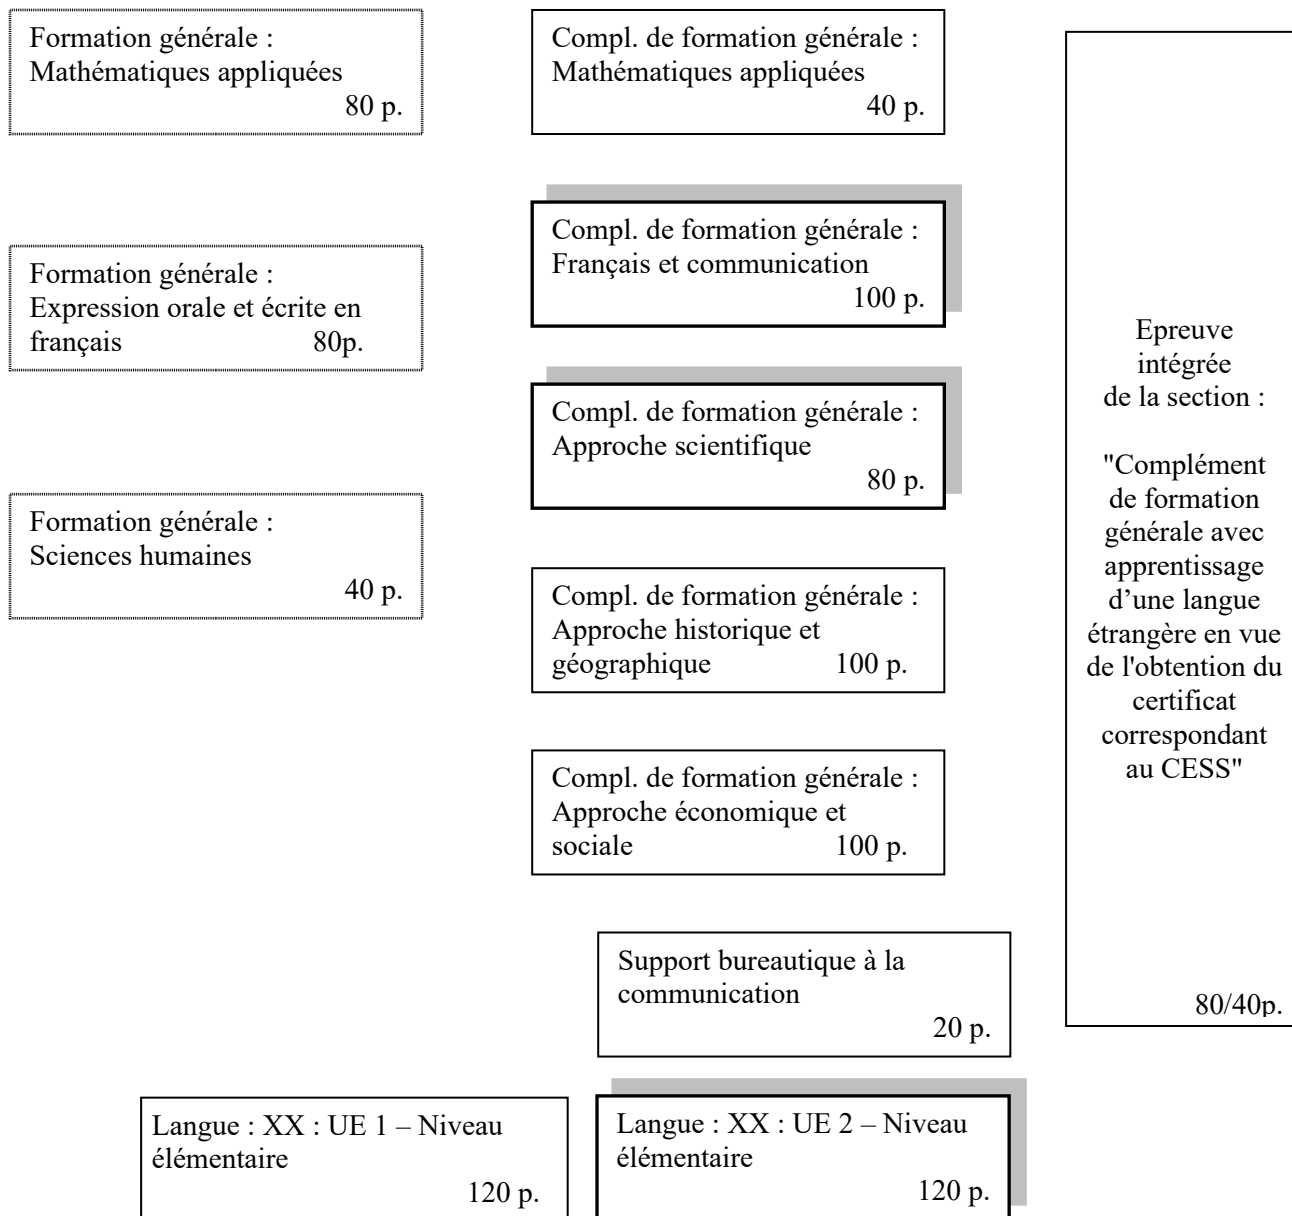 Formation générale :
Mathématiques appliquées
80 p.
Compl. de formation générale :
Mathématiques appliquées
40 p.
Compl. de formation générale :
Français et communication
100 p.
Formation générale :
Expression orale et écrite en
français 80p.
Compl. de formation générale :
Approche scientifique
80 p.
Formation générale :
Sciences humaines
40 p.
Compl. de formation générale :
Approche historique et
géographique 100 p.
Compl. de formation générale :
Approche économique et
sociale 100 p.
Support bureautique à la
communication
20 p.
Langue : XX : UE 1 – Niveau
élémentaire
120 p.
Langue : XX : UE 2 – Niveau
élémentaire
120 p.
Epreuve
intégrée
de la section :
"Complément
de formation
générale avec
apprentissage
d’une langue
étrangère en vue
de l'obtention du
certificat
correspondant
au CESS"
80/40p.